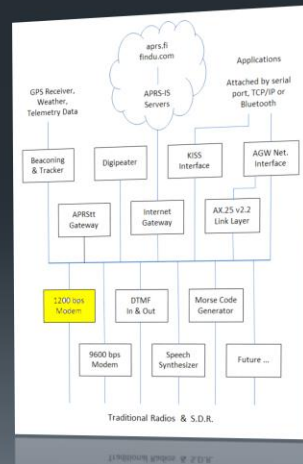 aprs.fi
findu.com
APRS-IS
Servers
GPS Receiver,
Weather,
Telemetry Data
Applications
Attached by serial
port, TCP/IP or
Bluetooth
Beaconing
& Tracker
Digipeater
KISS
Interface
AGW Net.
Interface
APRStt
Gateway
Internet
Gateway
AX.25 v2.2
Link Layer
1200 bps
Modem
DTMF
In & Out
Morse Code
Generator
9600 bps
Modem
Speech
Synthesizer
Future ...
Traditional Radios & S.D.R.